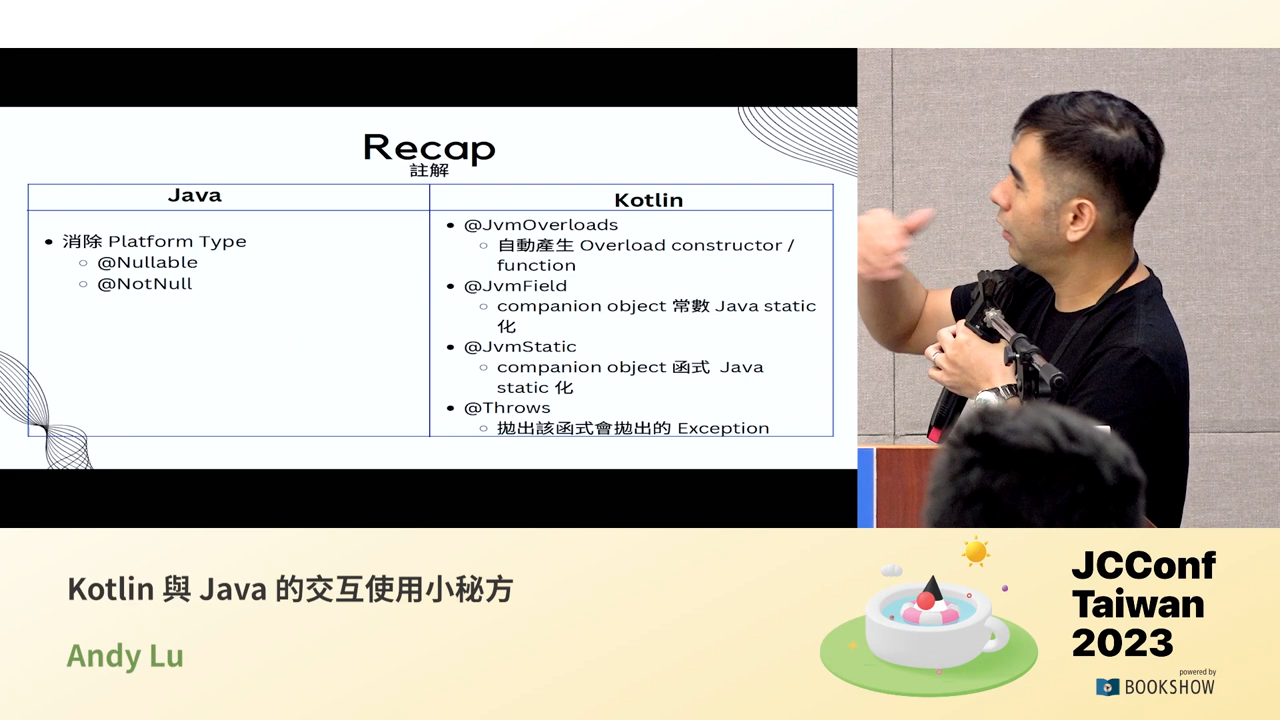 Recap
註解
Java
Kotlin
消除 Platform Type
@Nullable
@NotNull
@JvmOverloads
自動產生 Overload constructor /
function
@JvmField
companion object 常數 Java static
化
@JvmStatic
companion object 函式 Java
static 化
@Throws
拋出該函式會拋出的 Exception
Kotlin 與 Java 的交互使用小秘方
Andy Lu
JCConf
Taiwan
2023
powered by
BOOKSHOW